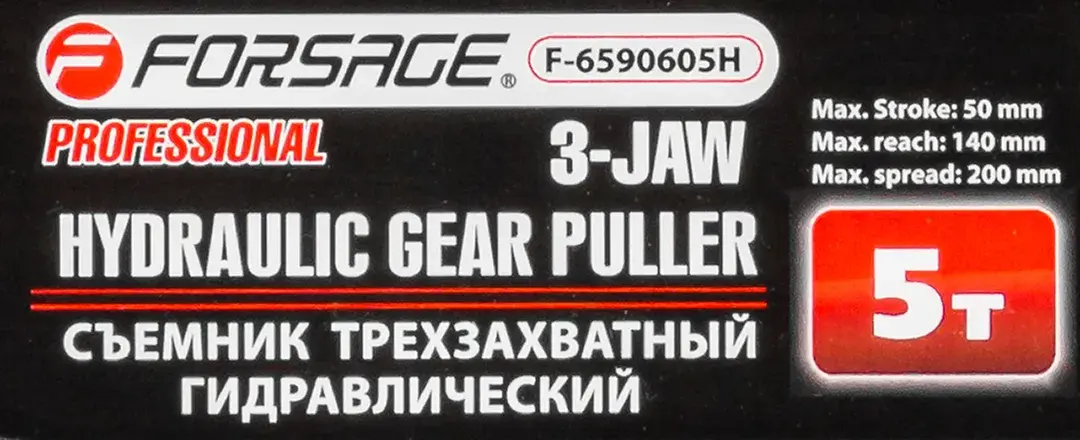 FORSAGE® F-6590605H
PROFESSIONAL 3-JAW
HYDRAULIC GEAR PULLER
СЪЕМНИК ТРЕХЗАХВАТНЫЙ
ГИДРАВЛИЧЕСКИЙ
Max. Stroke: 50 mm
Max. reach: 140 mm
Max. spread: 200 mm
5т